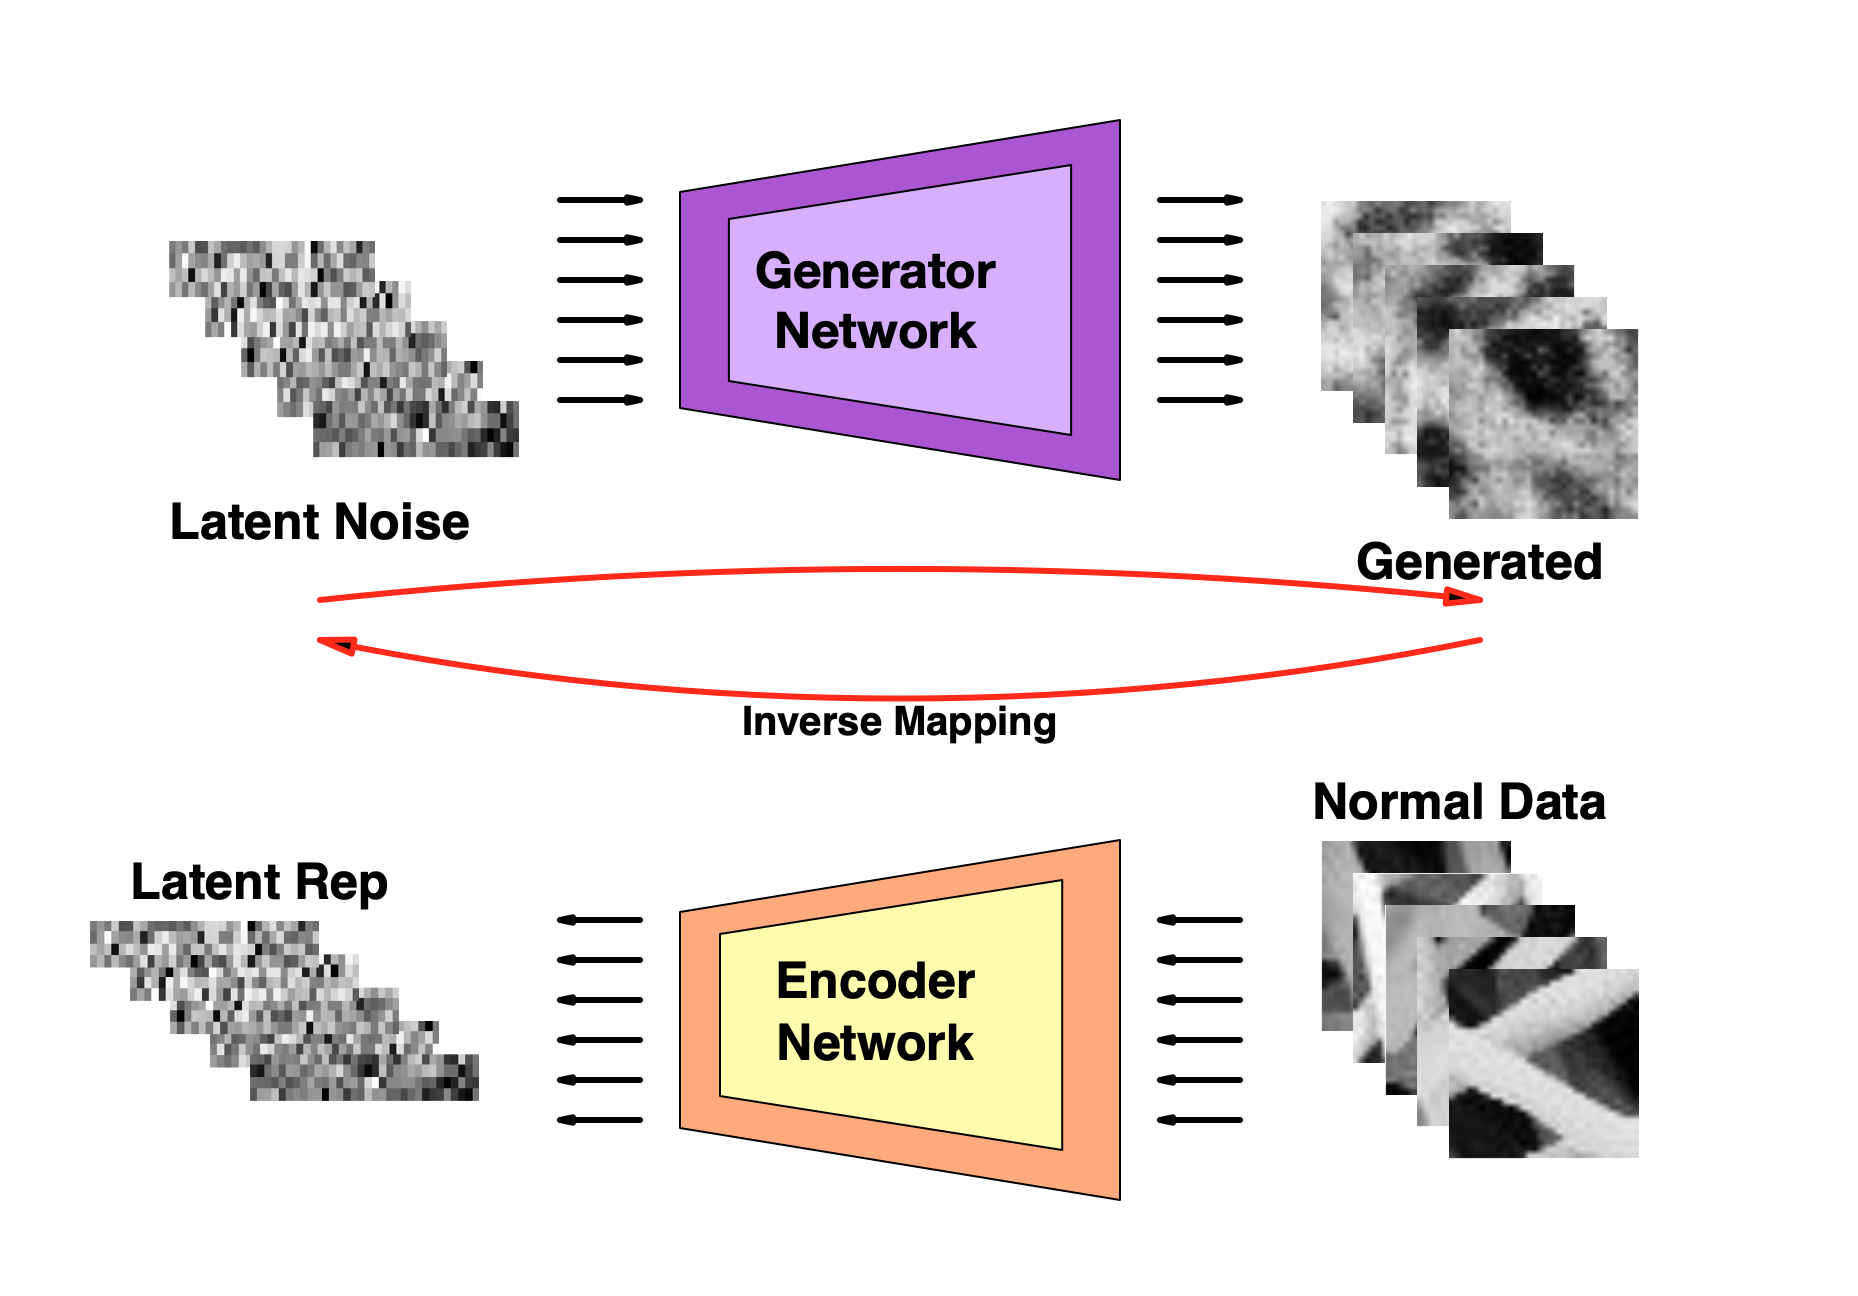 Generator
Network
Latent Noise
Generated
Inverse Mapping
Normal Data
Latent Rep
Encoder
Network